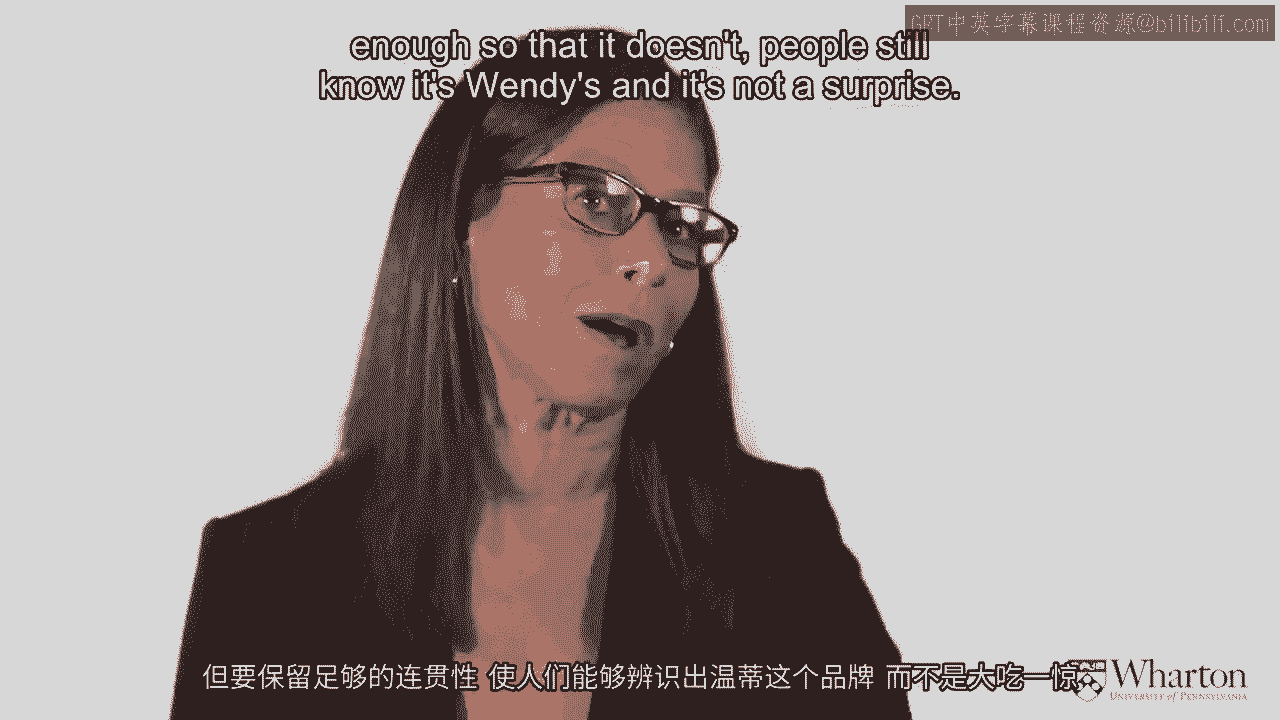 GPT中英字幕课程资源@bilibili.com
enough so that it doesn't, people still
know it's Wendy's and it's not a surprise.
但要保留足够的连贯性 使人们能够辨识出温蒂这个品牌 而不是大吃一惊
Wharton
UNIVERSITY of PENNSYLVANIA